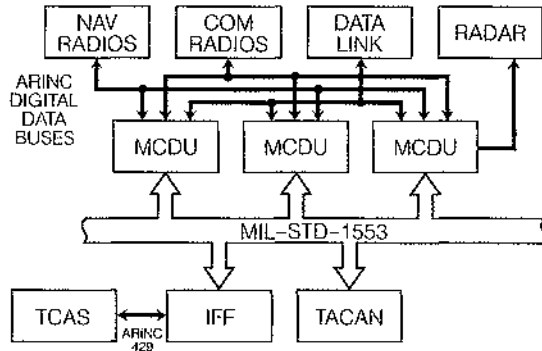 NAV
RADIOS
COM
RADIOS
DATA
LINK
RADAR
ARINC
DIGITAL
DATA
BUSES
MCDU
MCDU
MCDU
MIL-STD-1553
TCAS
ARINC
429
IFF
TACAN